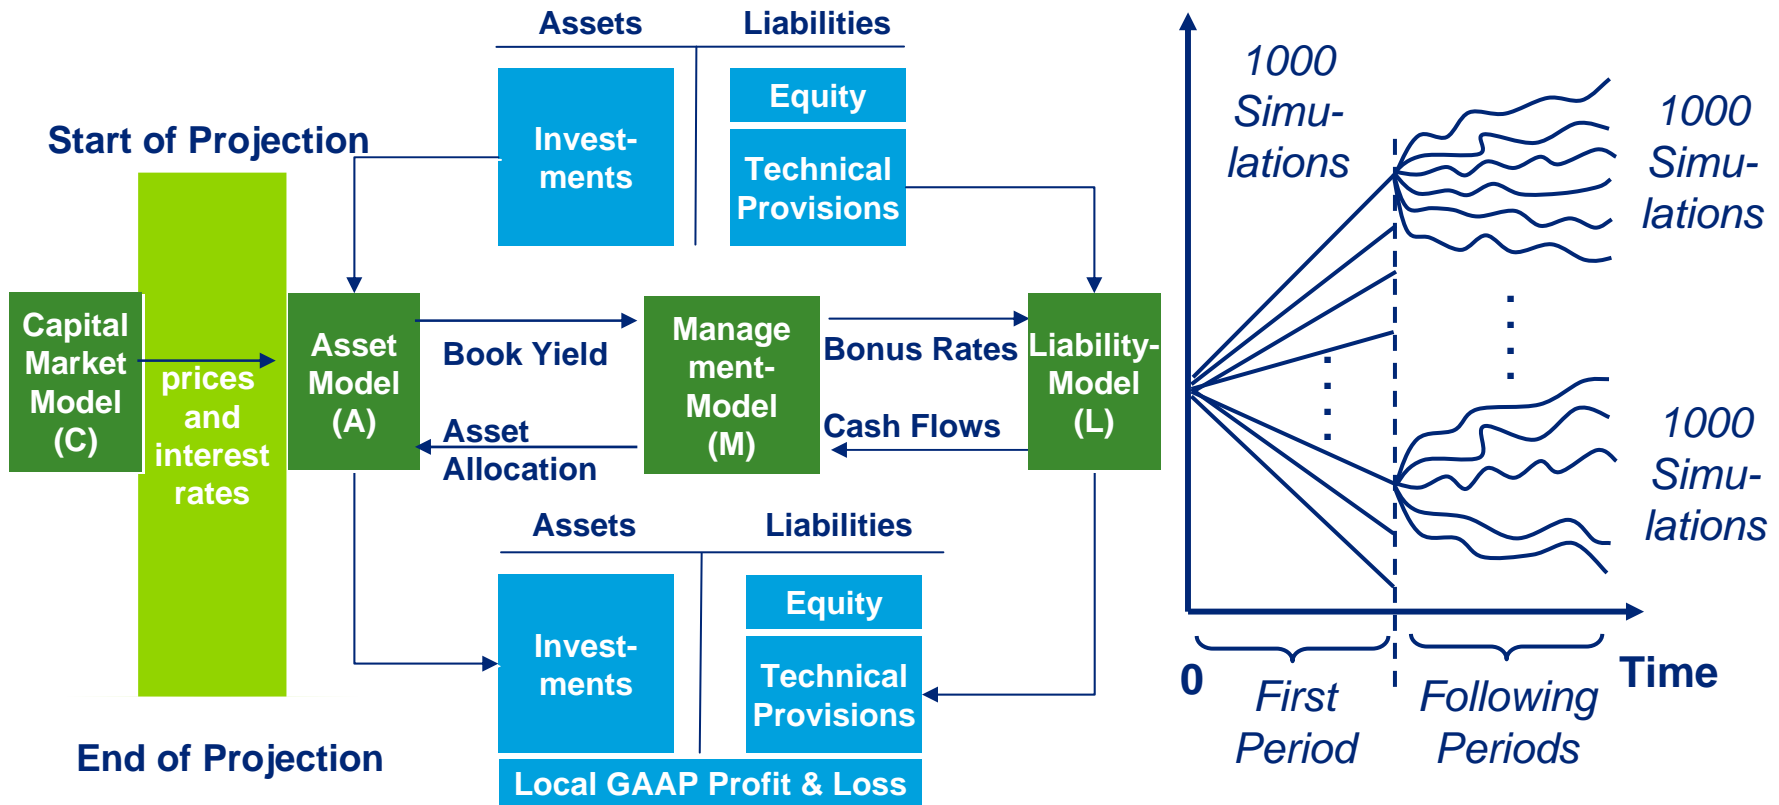 Assets
Liabilities
Invest-
ments
Equity
Technical
Provisions
Start of Projection
Capital
Market
Model
(C)
prices
and
interest
rates
Asset
Model
(A)
Book Yield
Asset
Allocation
Manage
ment-
Model
(M)
Bonus Rates
Cash Flows
Liability-
Model
(L)
Assets
Liabilities
Invest-
ments
Equity
Technical
Provisions
Local GAAP Profit & Loss
End of Projection
1000
Simu-
lations
1000
Simu-
lations
1000
Simu-
lations
0
Time
First
Period
Following
Periods